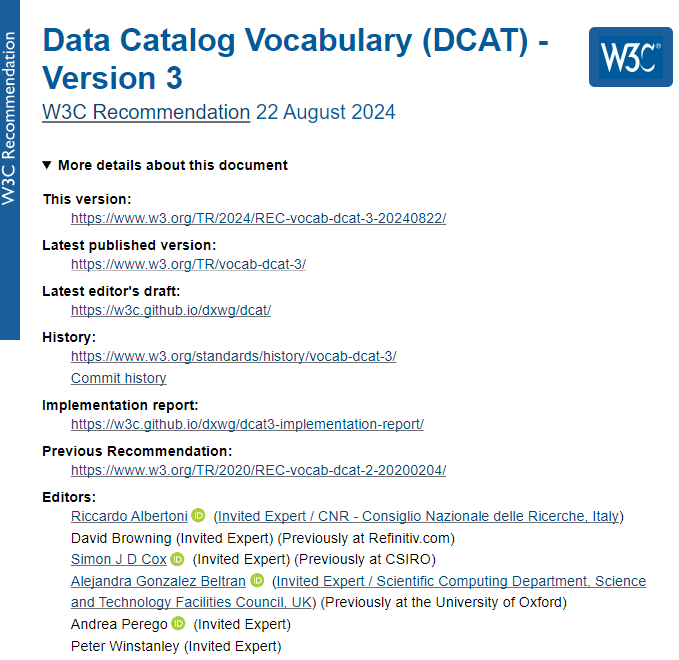 W3C Recommendation
Data Catalog Vocabulary (DCAT) -
Version 3
W3C®
W3C Recommendation 22 August 2024
▼ More details about this document
This version:
https://www.w3.org/TR/2024/REC-vocab-dcat-3-20240822/
Latest published version:
https://www.w3.org/TR/vocab-dcat-3/
Latest editor's draft:
https://w3c.github.io/dxwg/dcat/
History:
https://www.w3.org/standards/history/vocab-dcat-3/
Commit history
Implementation report:
https://w3c.github.io/dxwg/dcat3-implementation-report/
Previous Recommendation:
https://www.w3.org/TR/2020/REC-vocab-dcat-2-20200204/
Editors:
Riccardo Albertoni iD (Invited Expert / CNR - Consiglio Nazionale delle Ricerche, Italy)
David Browning (Invited Expert) (Previously at Refinitiv.com)
Simon J D Cox iD (Invited Expert) (Previously at CSIRO)
Alejandra Gonzalez Beltran iD (Invited Expert / Scientific Computing Department, Science
and Technology Facilities Council, UK) (Previously at the University of Oxford)
Andrea Perego iD (Invited Expert)
Peter Winstanley (Invited Expert)